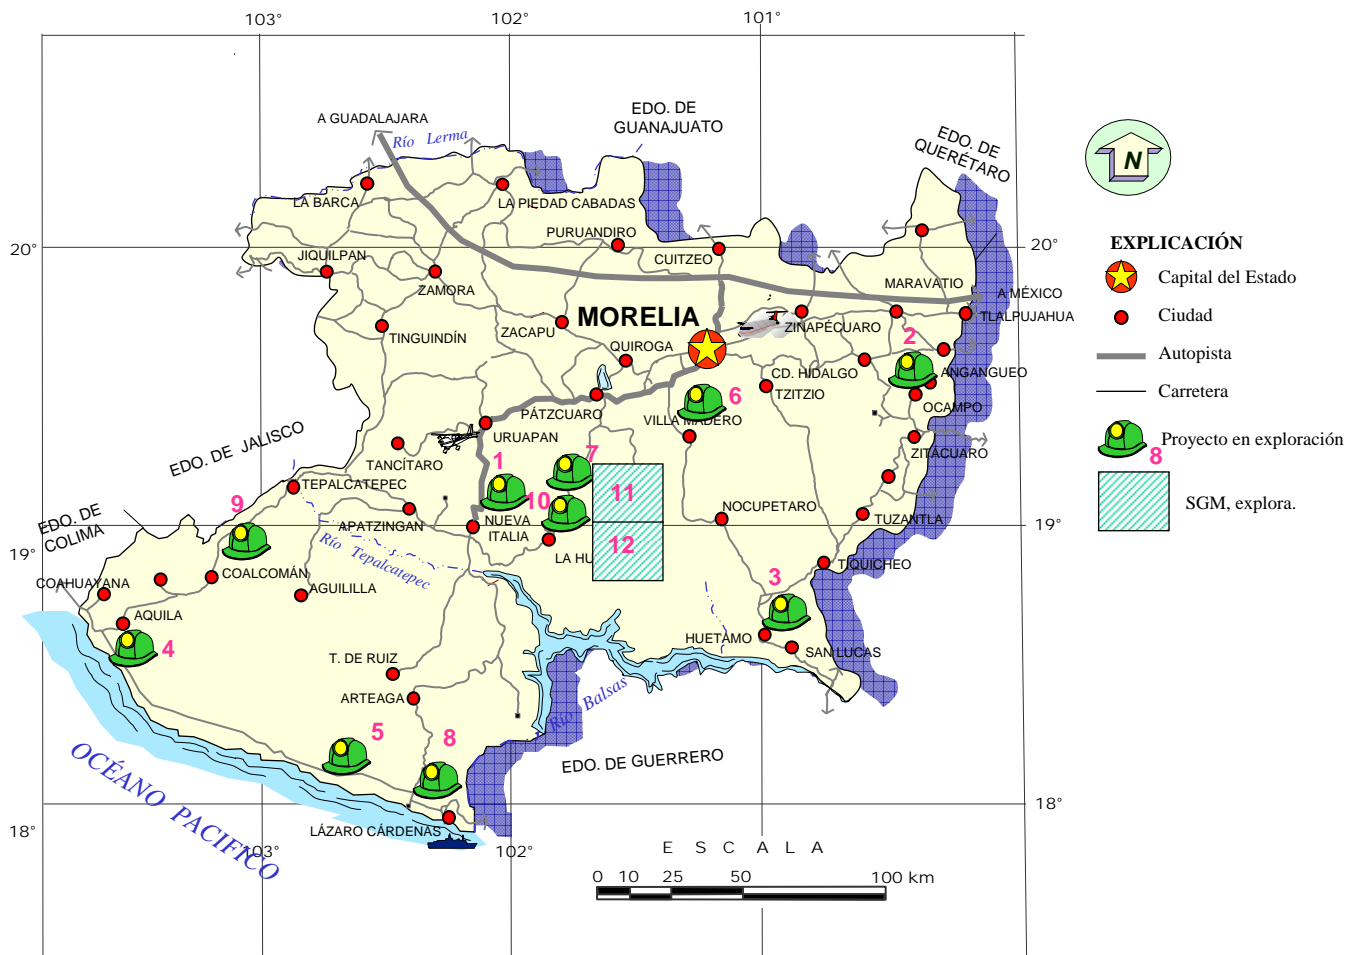 103°
102°
101°
A GUADALAJARA
Río Lerma
EDO. DE
GUANAJUATO
EDO. DE
QUERÉTARO
N
LA BARCA
LA PIEDAD CABADAS
PURUANDIRO
20°
JIQUILPAN
CUITZEO
20°
EXPLICACIÓN
ZAMORA
MARAVATIO
A MÉXICO
Capital del Estado
TINGUINDÍN
ZACAPU
MORELIA
ZINAPÉCUARO
TLALPUJAHUA
Ciudad
QUIROGA
2
Autopista
CD. HIDALGO
ANGANGUEO
TZITZIO
Carretera
PÁTZCUARO
6
OCAMPO
VILLA MADERO
EDO. DE JALISCO
URUAPAN
ZITÁCUARO
Proyecto en exploración
8
TANCÍTARO
1
7
TEPALCATEPEC
10
11
SGM, explora.
9
NOCUPETARO
EDO. DE
COLIMA
APATZINGAN
NUEVA
ITALIA
TUZANTLA
19°
Río Tepalcatepec
LA HU
12
19°
COAHUAYANA
COALCOMÁN
AGUILILLA
TIQUICHEO
3
AQUILA
4
HUETAMO
SAN LUCAS
T. DE RUIZ
ARTEAGA
Río Balsas
5
8
EDO. DE GUERRERO
OCÉANO PACIFICO
18°
18°
LÁZARO CÁRDENAS
103°
102°
E S C A L A
0 10 25 50 100 km